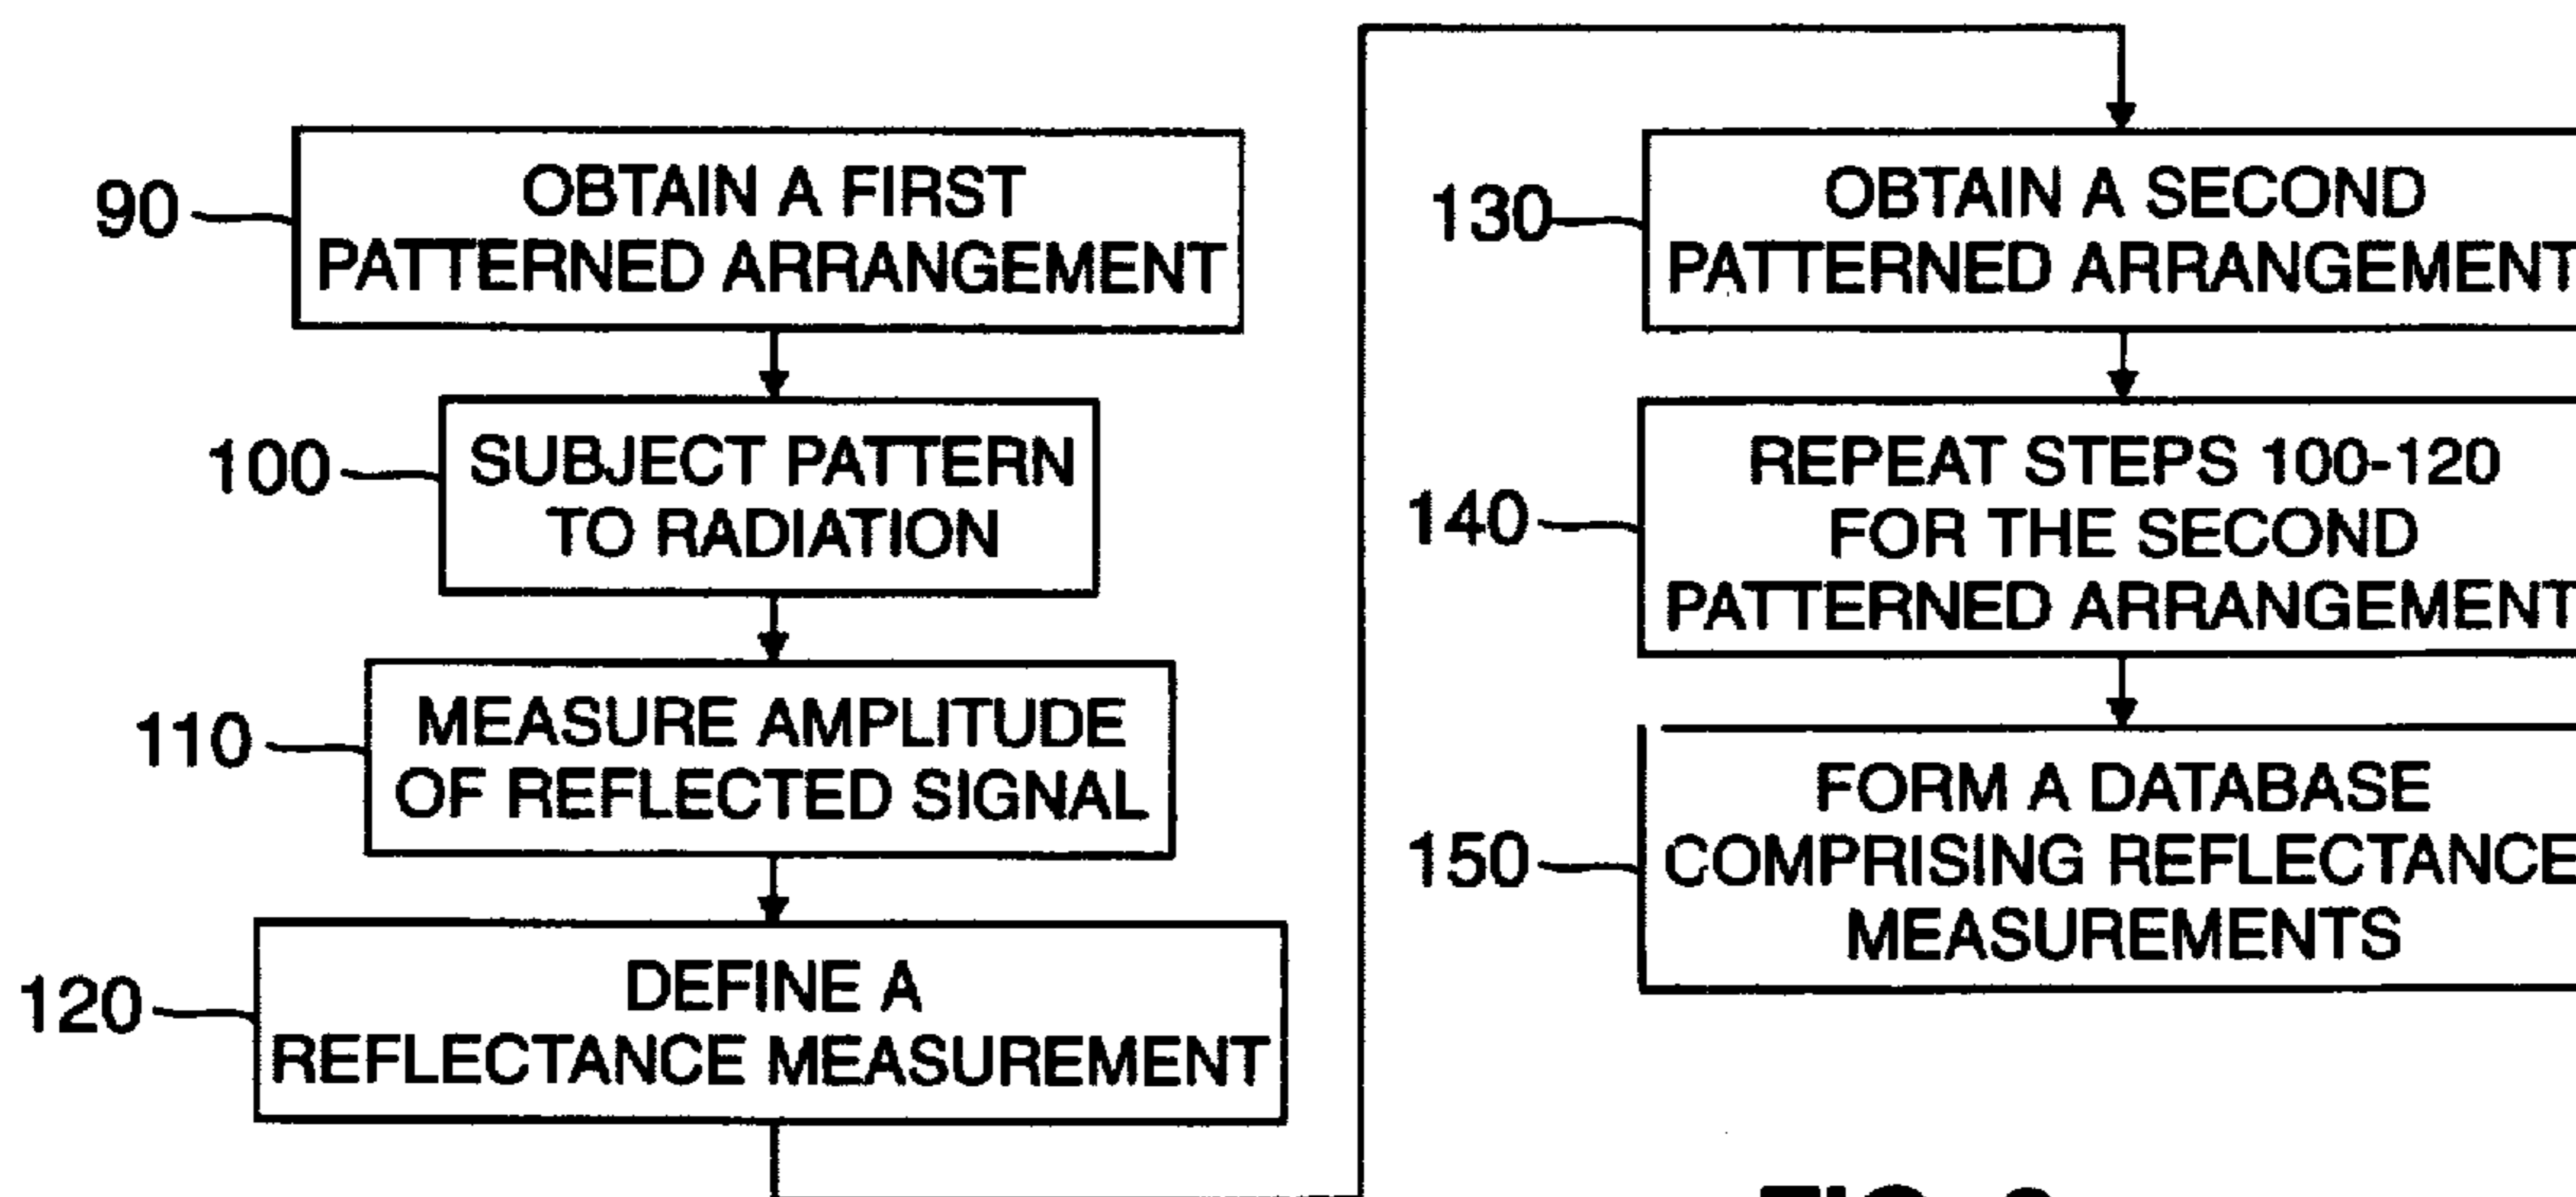 90
OBTAIN A FIRST
PATTERNED ARRANGEMENT
100
SUBJECT PATTERN
TO RADIATION
110
MEASURE AMPLITUDE
OF REFLECTED SIGNAL
120
DEFINE A
REFLECTANCE MEASUREMENT
130
OBTAIN A SECOND
PATTERNED ARRANGEMENT
140
REPEAT STEPS 100-120
FOR THE SECOND
PATTERNED ARRANGEMENT
150
FORM A DATABASE
COMPRISING REFLECTANCE
MEASUREMENTS